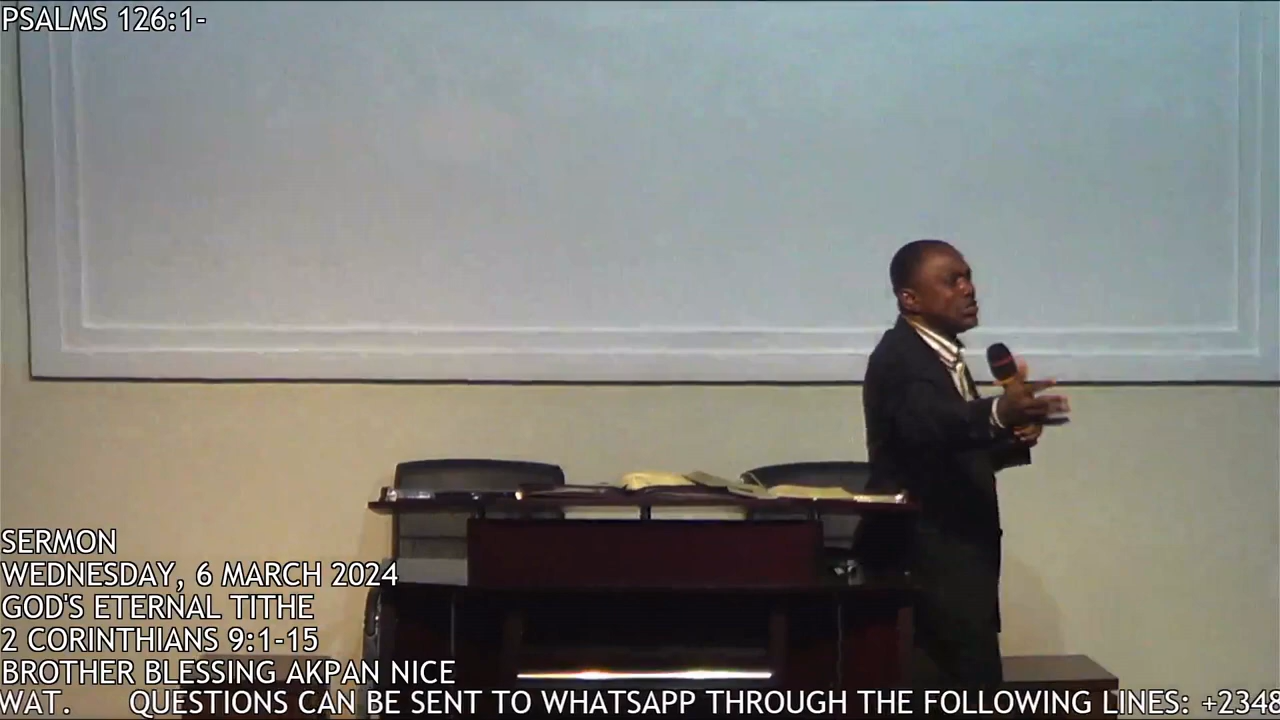 PSALMS 126:1-
SERMON
WEDNESDAY, 6 MARCH 2024
GOD'S ETERNAL TITHE
2 CORINTHIANS 9:1-15
BROTHER BLESSING AKPAN NICE
WAT. QUESTIONS CAN BE SENT TO WHATSAPP THROUGH THE FOLLOWING LINES: +2348